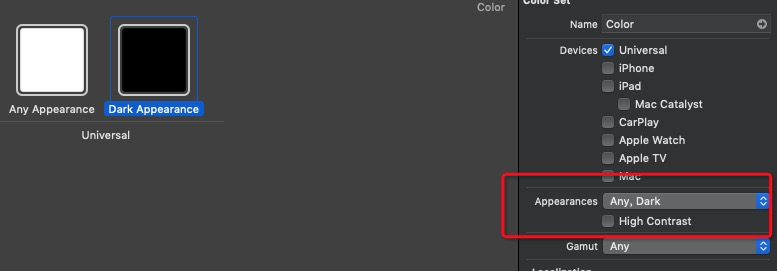 Color
Any Appearance
Dark Appearance
Universal
Color Set
Name
Color
Devices
Universal
iPhone
iPad
Mac Catalyst
CarPlay
Apple Watch
Apple TV
Mac
Appearances
Any, Dark
High Contrast
Gamut
Any
Localization